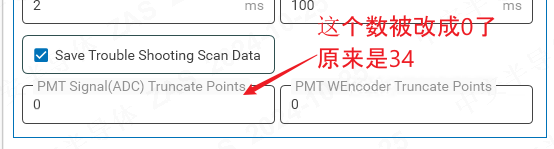 2 ms 100 ms
这个数被改成0了
原来是34
Save Trouble Shooting Scan Data
PMT Signal(ADC) Truncate Points PMT WEncoder Truncate Points
0 0